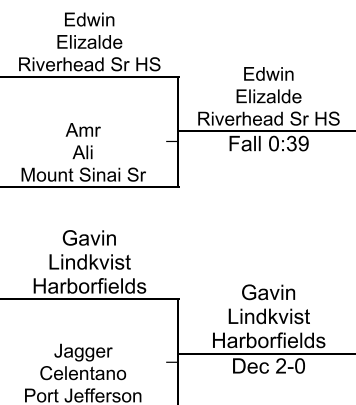 Edwin
Elizalde
Riverhead Sr HS
Edwin
Elizalde
Riverhead Sr HS
Fall 0:39
Amr
Ali
Mount Sinai Sr
Gavin
Lindkvist
Harborfields
Gavin
Lindkvist
Harborfields
Dec 2-0
Jagger
Celentano
Port Jefferson